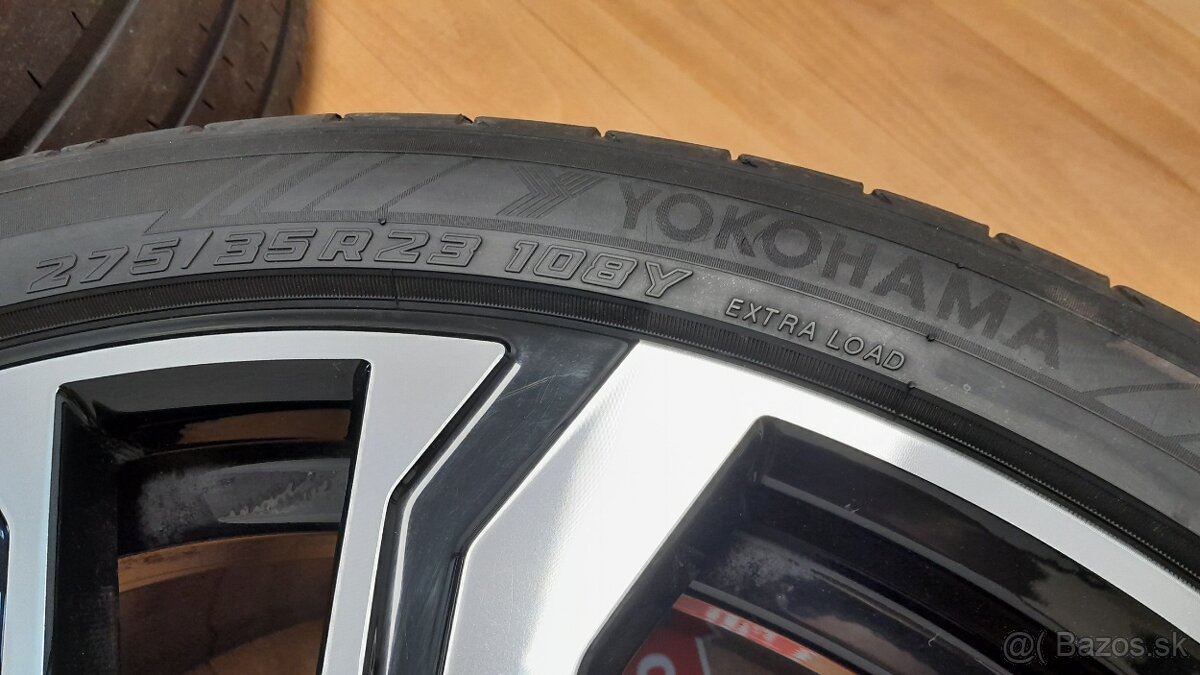 YOKOHAMA
275/35R23 108Y EXTRA LOAD
@( Bazos.sk